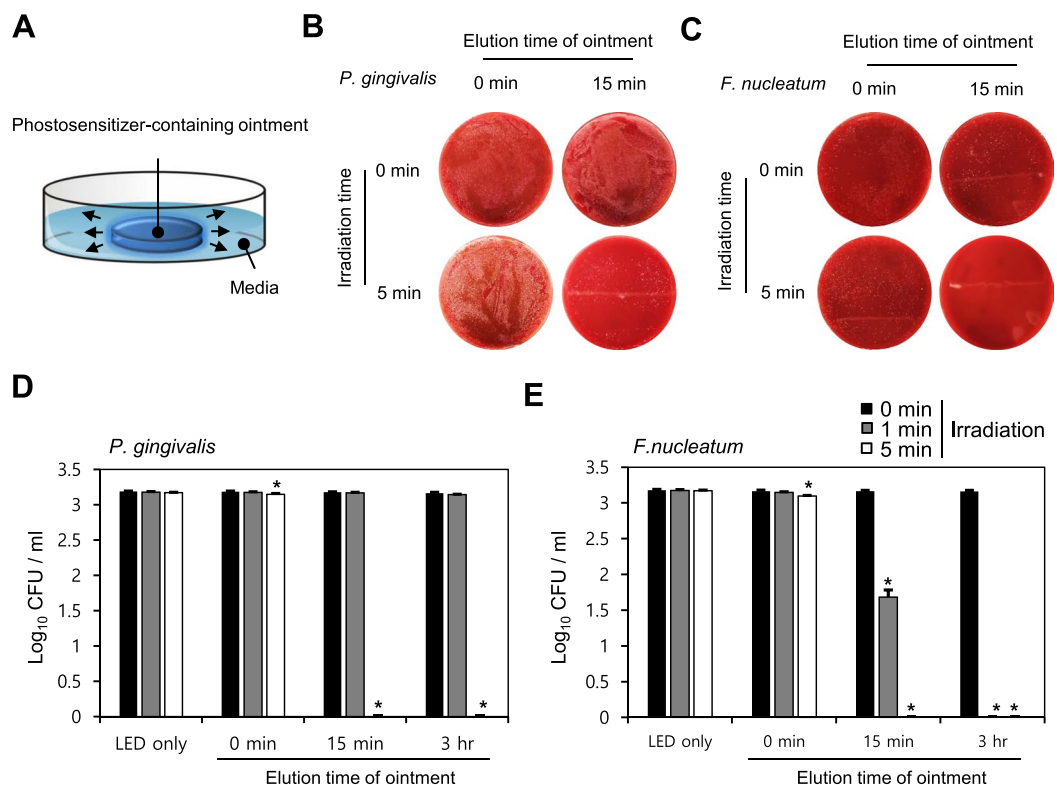 A
Phostosensitizer-containing ointment
Media
B
Elution time of ointment
P. gingivalis
0 min
15 min
Irradiation time
0 min
5 min
C
Elution time of ointment
F. nucleatum
0 min
15 min
Irradiation time
0 min
5 min
D
P. gingivalis
Log10 CFU / ml
3.5
3
2.5
2
1.5
1
0.5
0
*
*
*
LED only
0 min
15 min
3 hr
Elution time of ointment
E
0 min
1 min
5 min
Irradiation
F.nucleatum
Log10 CFU / ml
3.5
3
2.5
2
1.5
1
0.5
0
*
*
*
* *
LED only
0 min
15 min
3 hr
Elution time of ointment